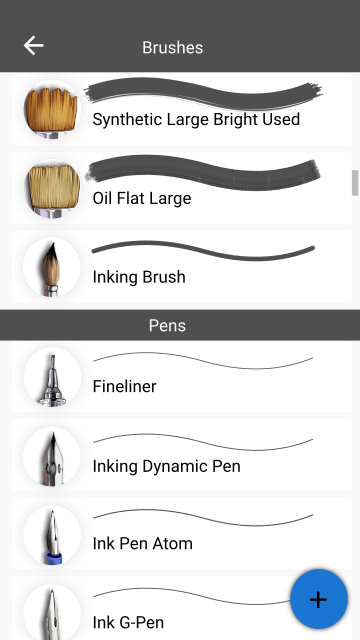 Brushes
Synthetic Large Bright Used
Oil Flat Large
Inking Brush
Pens
Fineliner
Inking Dynamic Pen
Ink Pen Atom
Ink G-Pen